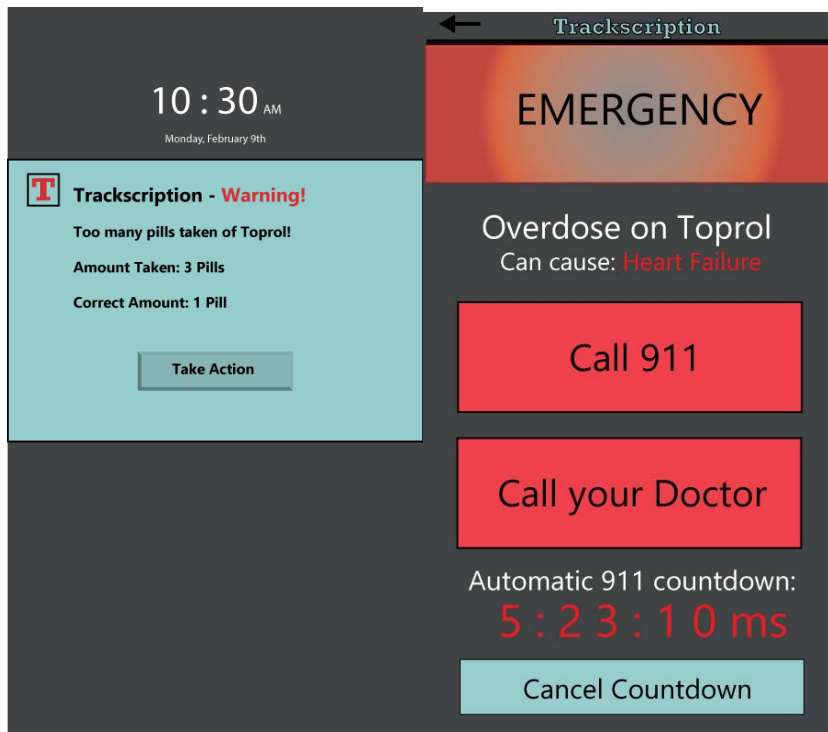 10 : 30 AM
Monday, February 9th
T
Trackscription - Warning!
Too many pills taken of Toprol!
Amount Taken: 3 Pills
Correct Amount: 1 Pill
Take Action
Trackscription
EMERGENCY
Overdose on Toprol
Can cause: Heart Failure
Call 911
Call your Doctor
Automatic 911 countdown:
5 : 2 3 : 1 0 ms
Cancel Countdown